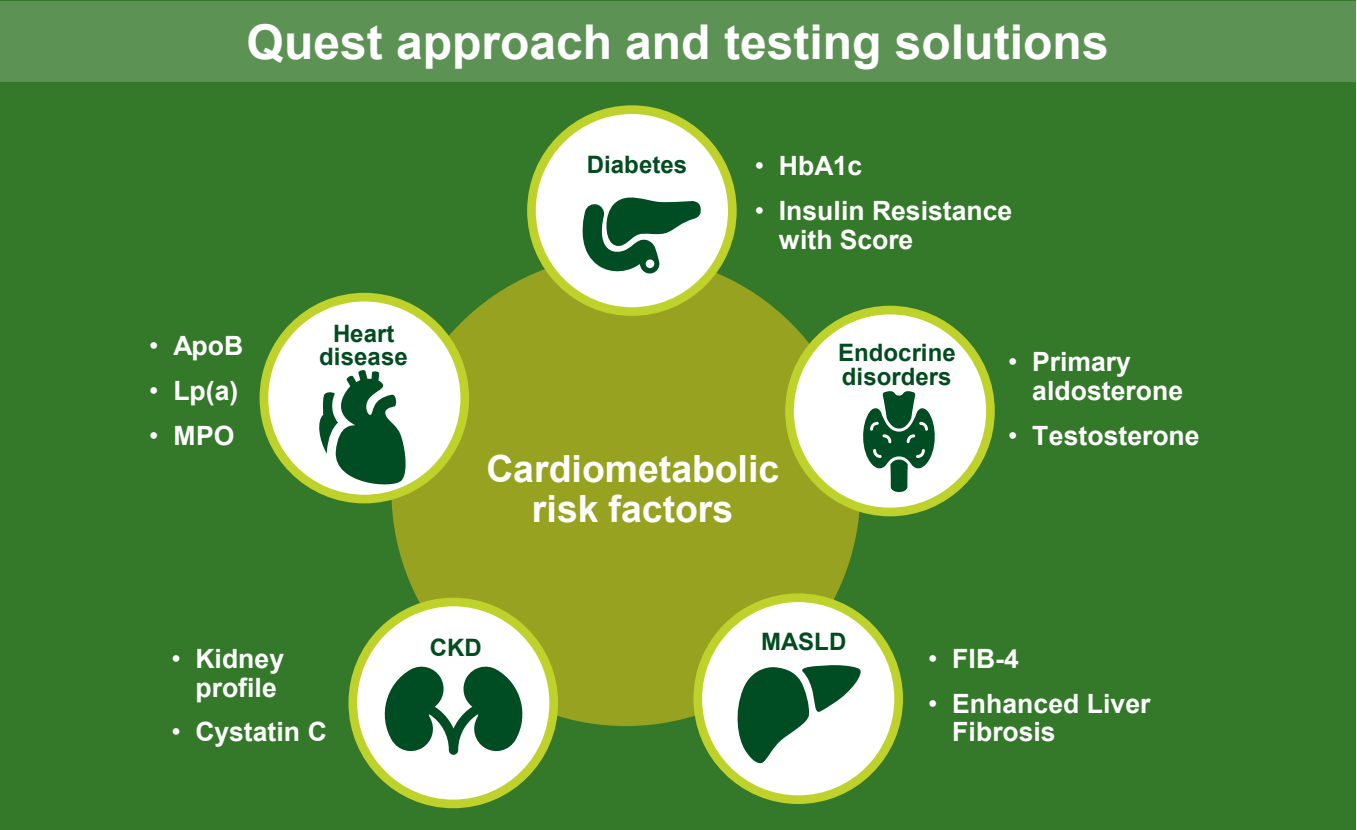 Quest approach and testing solutions
Diabetes
• HbA1c
• Insulin Resistance
with Score
Heart
disease
• ApoB
• Lp(a)
• MPO
Endocrine
disorders
• Primary
aldosterone
• Testosterone
Cardiometabolic
risk factors
CKD
• Kidney
profile
• Cystatin C
MASLD
• FIB-4
• Enhanced Liver
Fibrosis